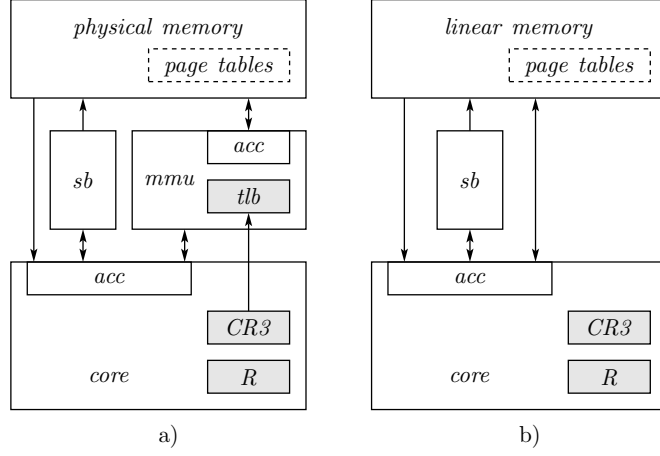 physical memory
page tables
acc
mmu
sb
tlb
acc
CR3
core
R
a)
linear memory
page tables
sb
acc
CR3
core
R
b)